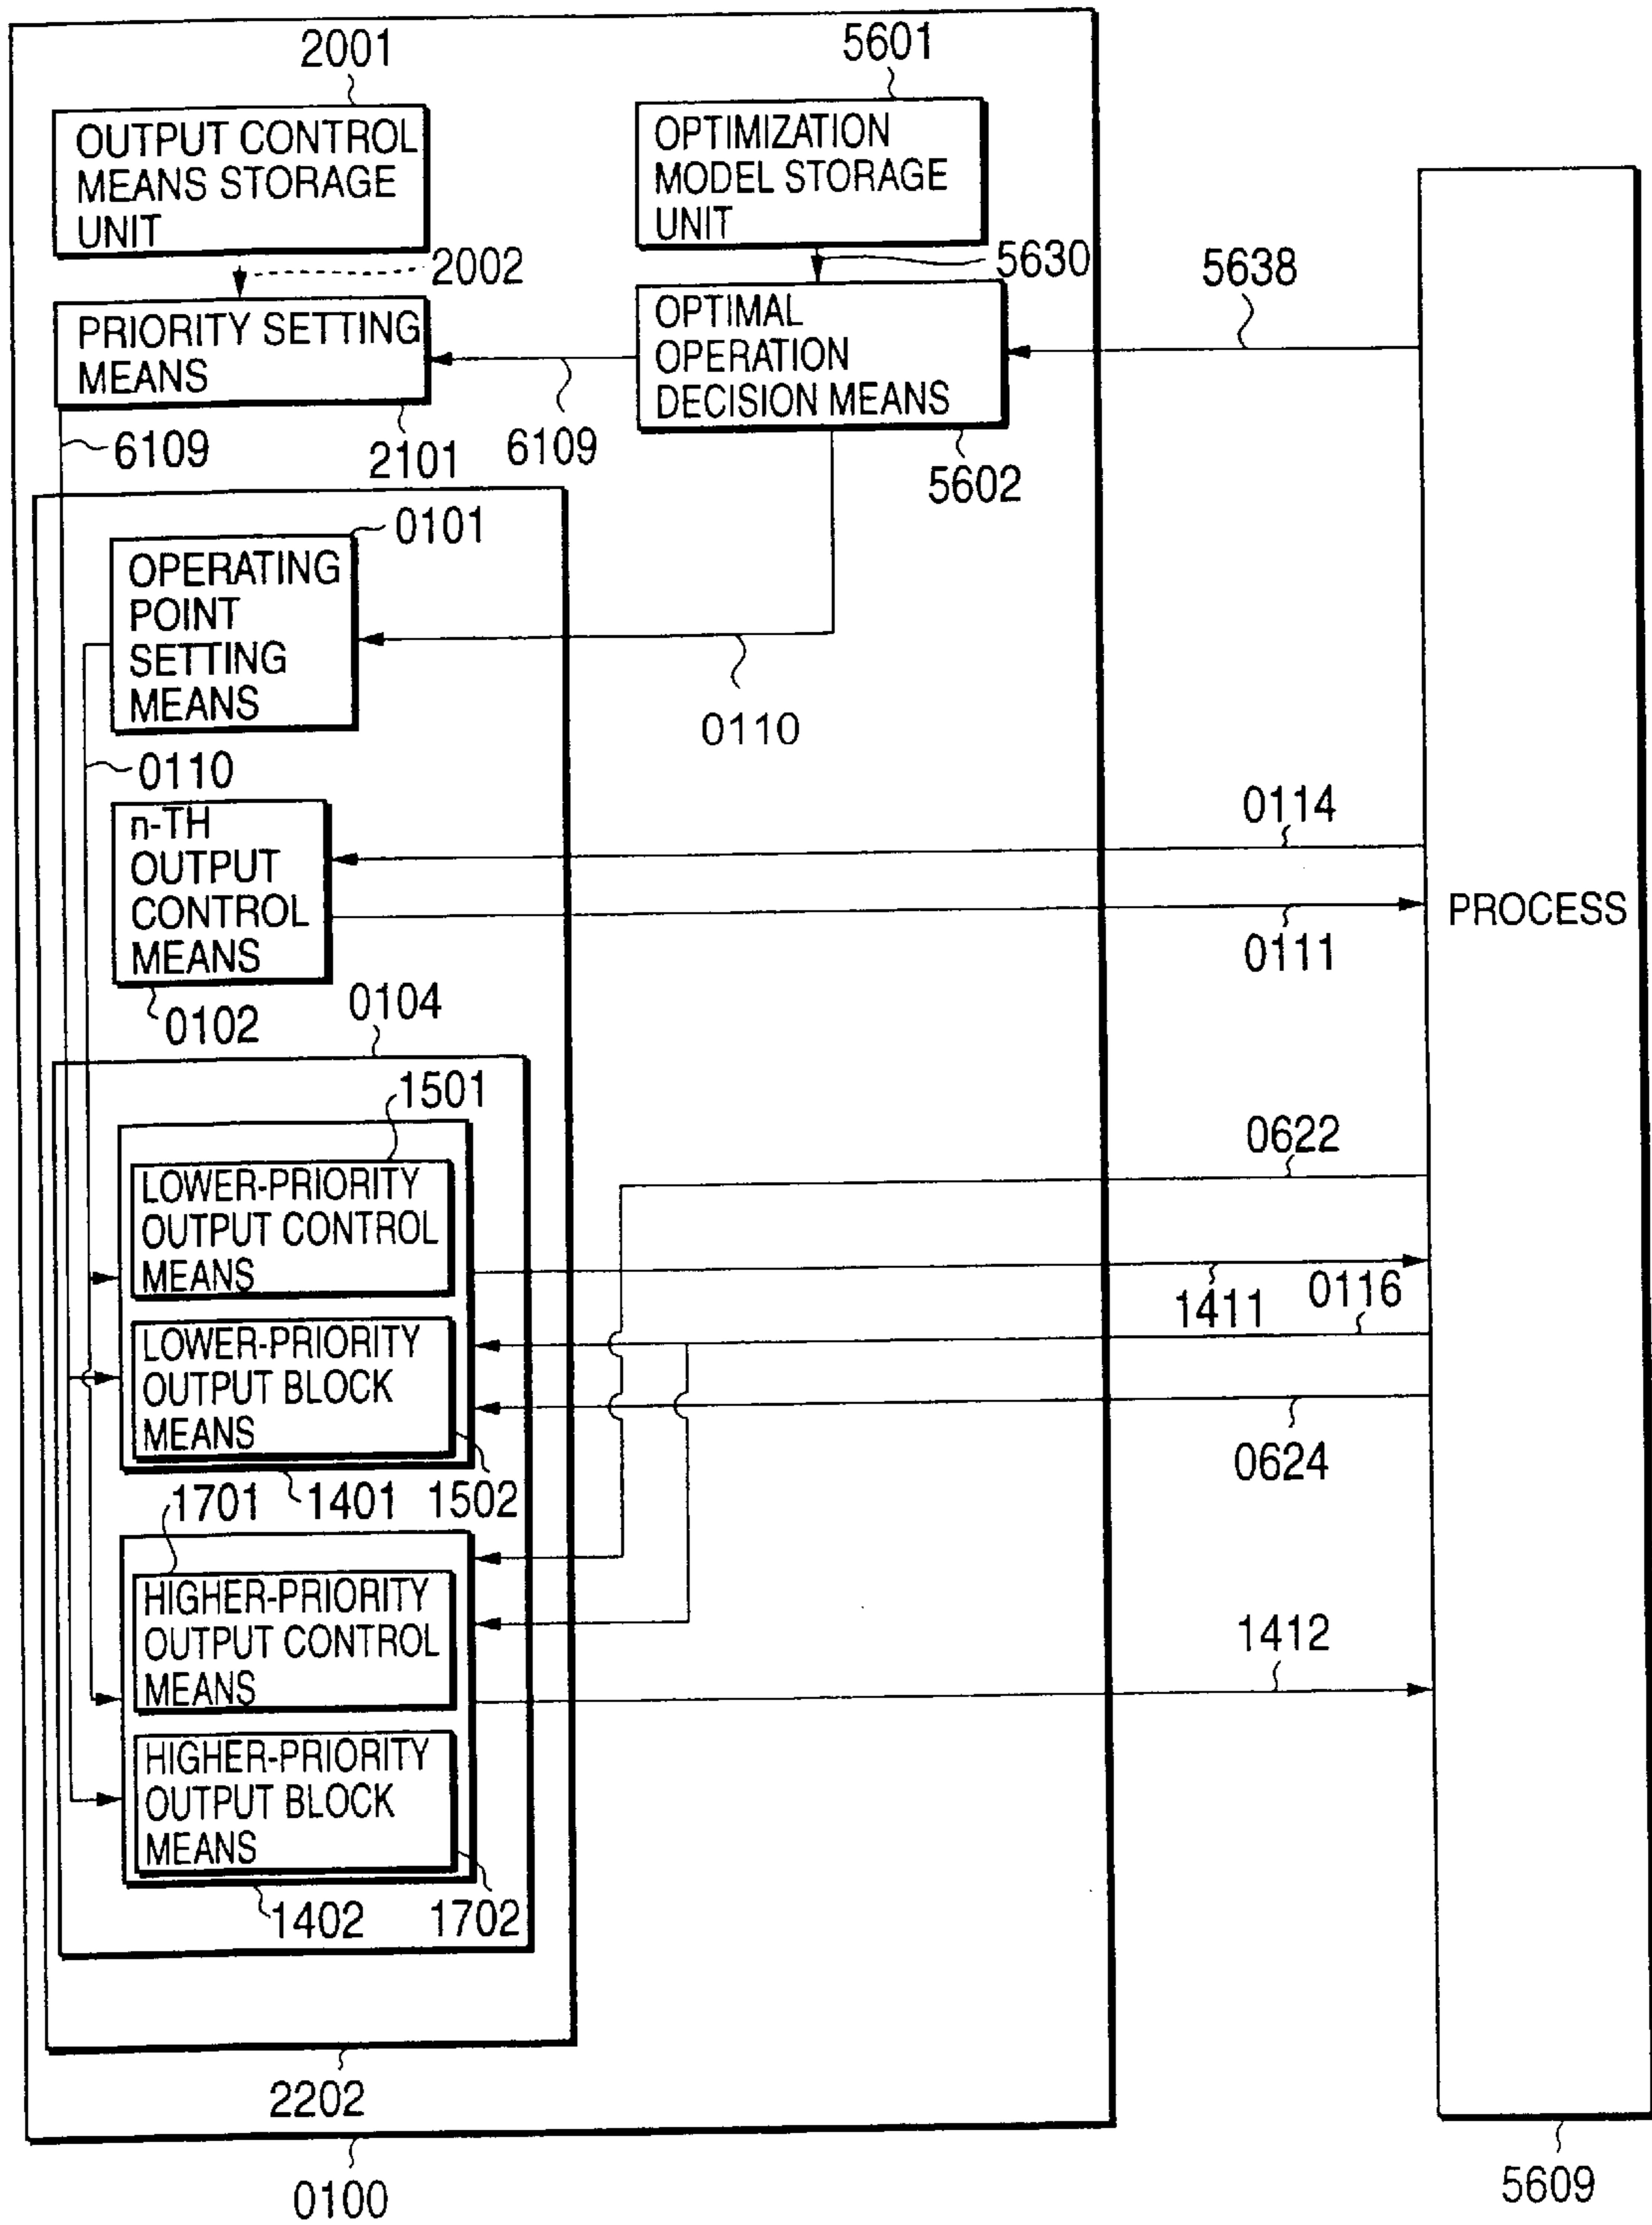 2001
5601
OUTPUT CONTROL
MEANS STORAGE
UNIT
OPTIMIZATION
MODEL STORAGE
UNIT
2002
5630
5638
PRIORITY SETTING
MEANS
OPTIMAL
OPERATION
DECISION MEANS
6109
2101
6109
5602
0101
OPERATING
POINT
SETTING
MEANS
0110
0110
n-TH
OUTPUT
CONTROL
MEANS
0114
PROCESS
0111
0102
0104
1501
LOWER-PRIORITY
OUTPUT CONTROL
MEANS
0622
1411
0116
LOWER-PRIORITY
OUTPUT BLOCK
MEANS
0624
1701
1401
1502
HIGHER-PRIORITY
OUTPUT CONTROL
MEANS
1412
HIGHER-PRIORITY
OUTPUT BLOCK
MEANS
1402
1702
2202
0100
5609